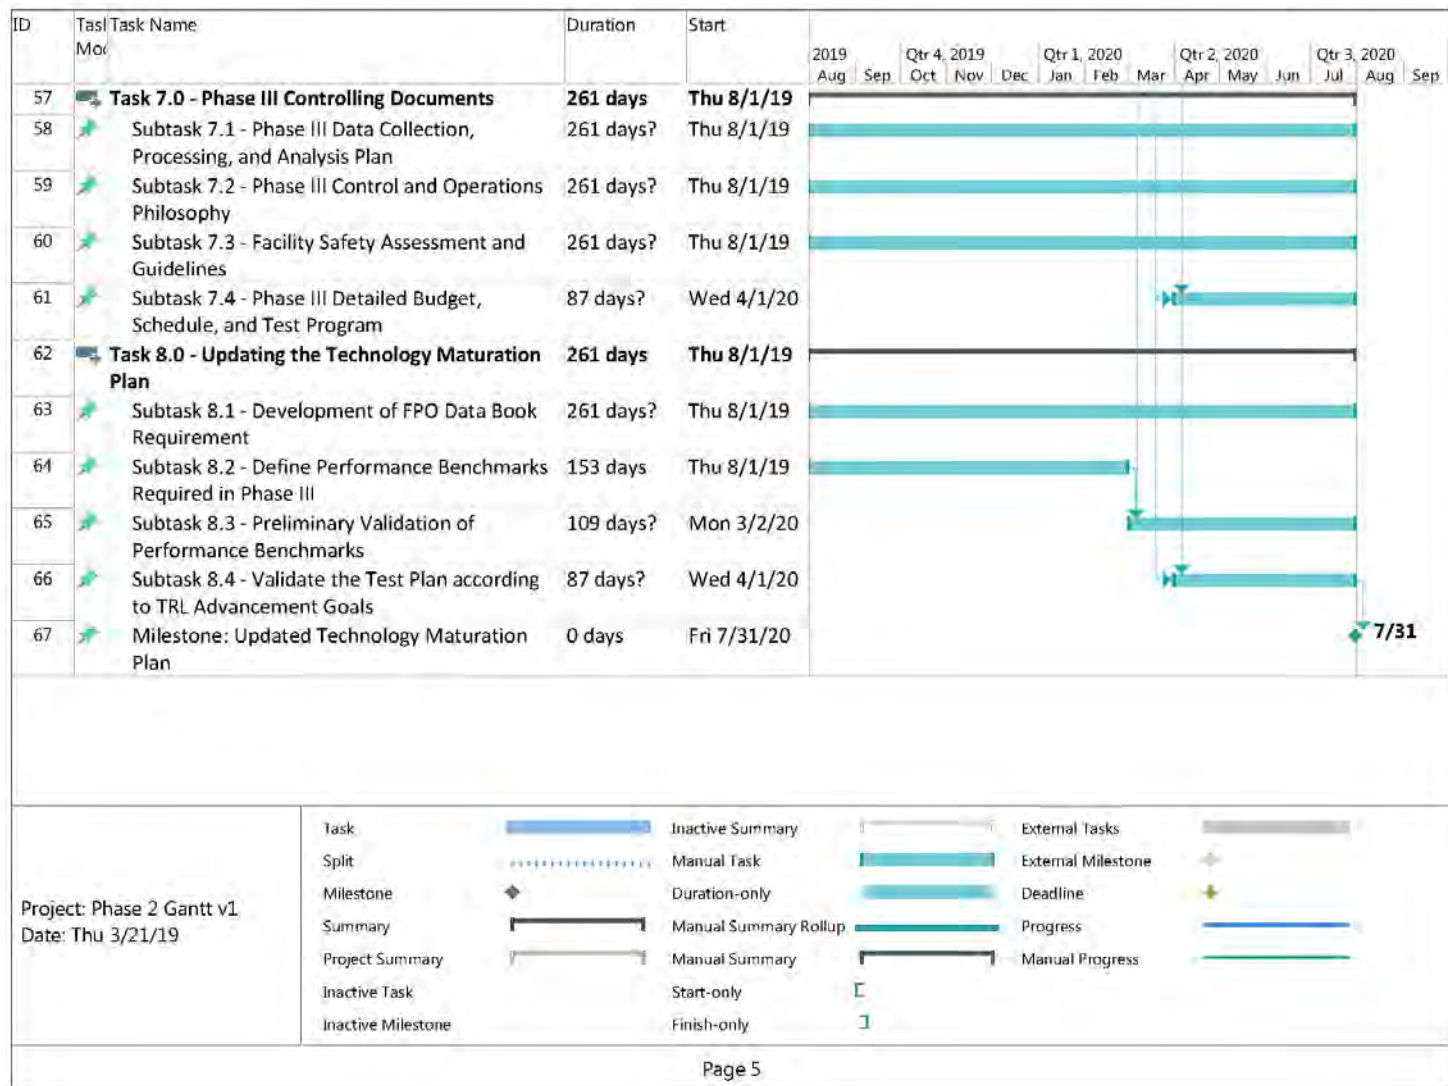 ID Tasl Task Name Duration Start
Moc
2019 Qtr 4, 2019 Qtr 1, 2020 Qtr 2, 2020 Qtr 3, 2020
Aug Sep Oct Nov Dec Jan Feb Mar Apr May Jun Jul Aug Sep
57 Task 7.0 - Phase III Controlling Documents 261 days Thu 8/1/19
58 Subtask 7.1 - Phase III Data Collection, 261 days? Thu 8/1/19
Processing, and Analysis Plan
59 Subtask 7.2 - Phase III Control and Operations 261 days? Thu 8/1/19
Philosophy
60 Subtask 7.3 - Facility Safety Assessment and 261 days? Thu 8/1/19
Guidelines
61 Subtask 7.4 - Phase III Detailed Budget, 87 days? Wed 4/1/20
Schedule, and Test Program
62 Task 8.0 - Updating the Technology Maturation 261 days Thu 8/1/19
Plan
63 Subtask 8.1 - Development of FPO Data Book 261 days? Thu 8/1/19
Requirement
64 Subtask 8.2 - Define Performance Benchmarks 153 days Thu 8/1/19
Required in Phase III
65 Subtask 8.3 - Preliminary Validation of 109 days? Mon 3/2/20
Performance Benchmarks
66 Subtask 8.4 - Validate the Test Plan according 87 days? Wed 4/1/20
to TRL Advancement Goals
67 Milestone: Updated Technology Maturation 0 days Fri 7/31/20 7/31
Plan
Project: Phase 2 Gantt v1
Date: Thu 3/21/19
Task Inactive Summary External Tasks
Split Manual Task External Milestone
Milestone Duration-only Deadline
Summary Manual Summary Rollup Progress
Project Summary Manual Summary Manual Progress
Inactive Task Start-only
Inactive Milestone Finish-only
Page 5